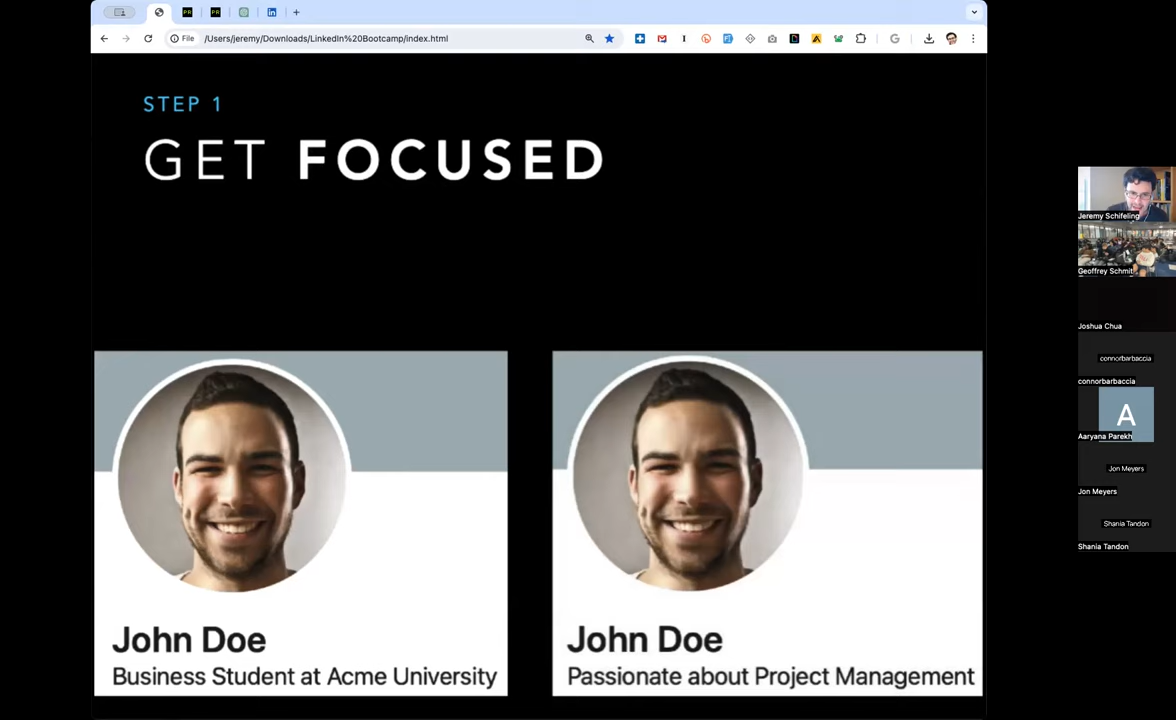 File
/Users/jeremy/Downloads/LinkedIn%20Bootcamp/index.html
STEP 1
GET FOCUSED
John Doe
Business Student at Acme University
John Doe
Passionate about Project Management
Jeremy Schifeling
Geoffrey Schmit
Joshua Chua
connorbarbaccia
connorbarbaccia
A
Aaryana Parekh
Jon Meyers
Jon Meyers
Shania Tandon
Shania Tandon